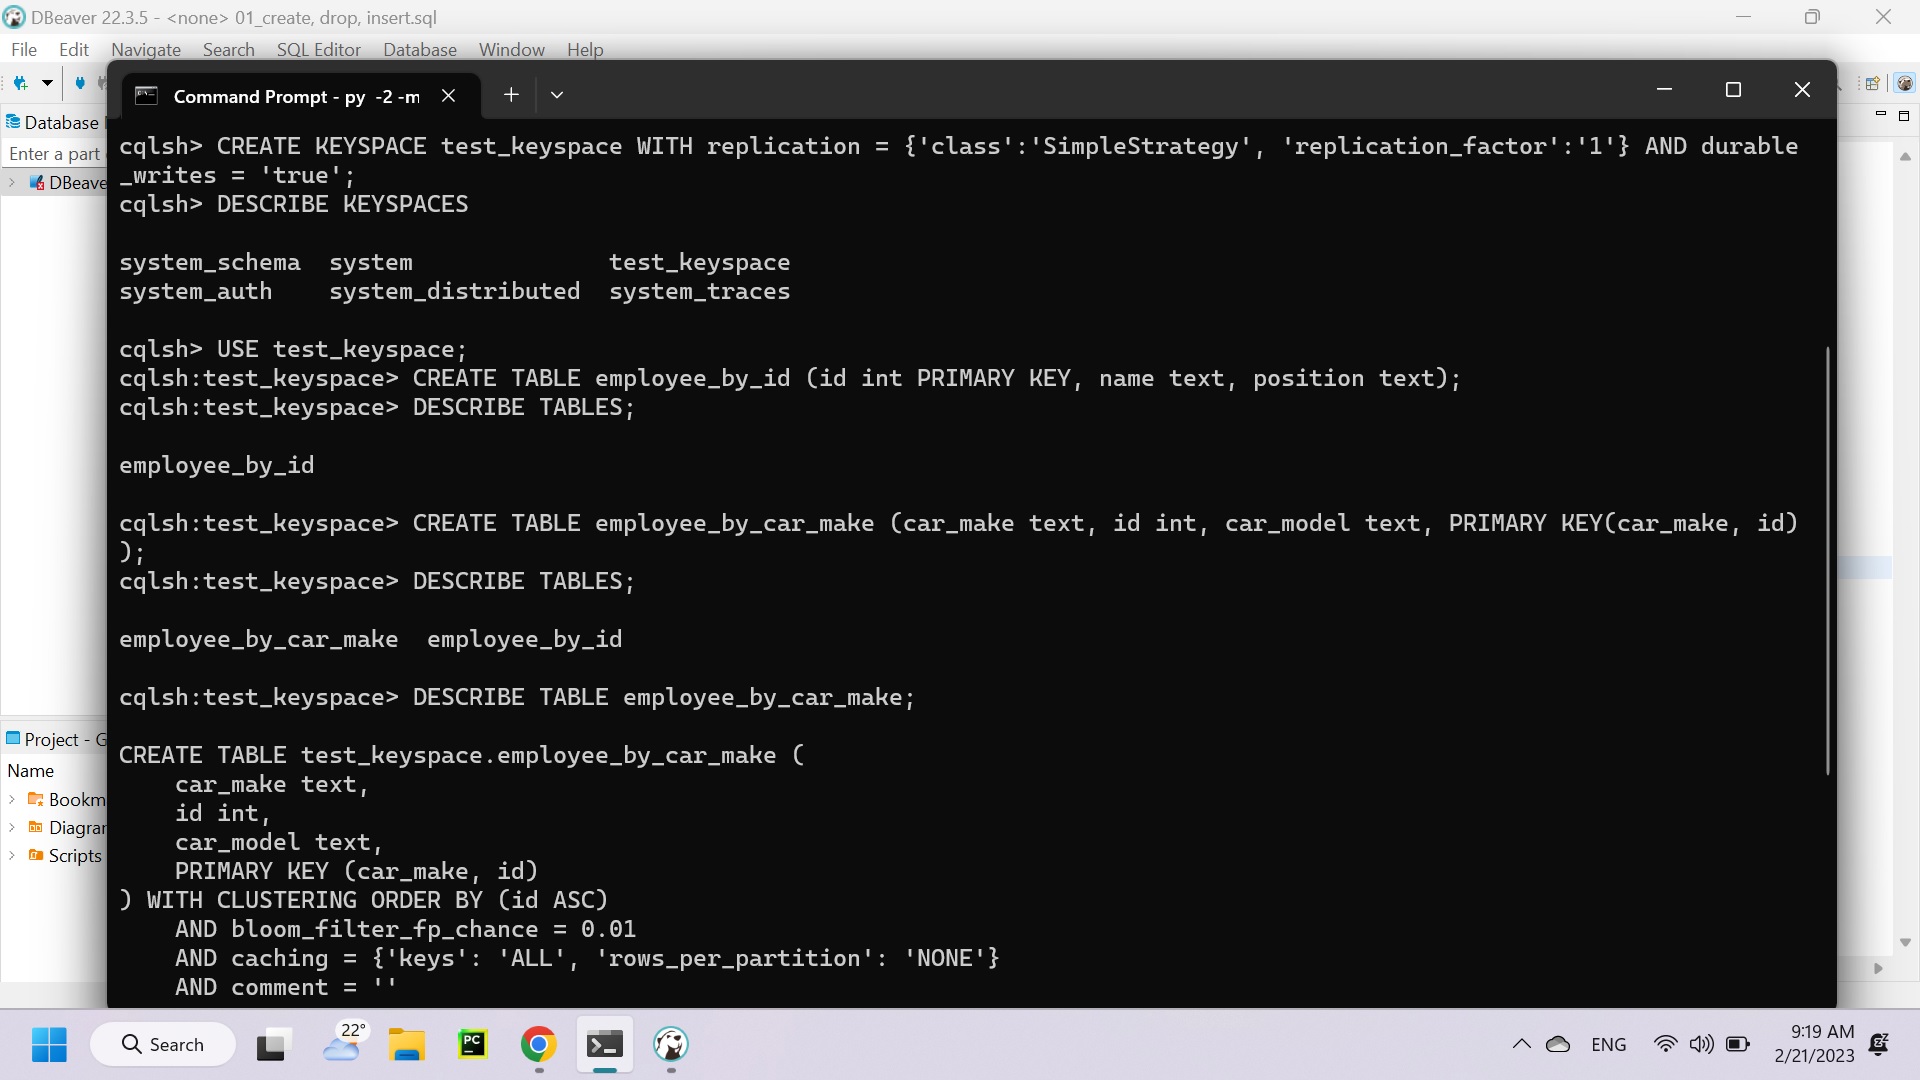 DBeaver 22.3.5 - <none> 01_create, drop, insert.sql
File Edit Navigate Search SQL Editor Database Window Help
Command Prompt - py -2 -m
Database
Enter a part
DBeave
cqlsh> CREATE KEYSPACE test_keyspace WITH replication = {'class':'SimpleStrategy', 'replication_factor':'1'} AND durable
_writes = 'true';
cqlsh> DESCRIBE KEYSPACES
system_schema system test_keyspace
system_auth system_distributed system_traces
cqlsh> USE test_keyspace;
cqlsh:test_keyspace> CREATE TABLE employee_by_id (id int PRIMARY KEY, name text, position text);
cqlsh:test_keyspace> DESCRIBE TABLES;
employee_by_id
cqlsh:test_keyspace> CREATE TABLE employee_by_car_make (car_make text, id int, car_model text, PRIMARY KEY(car_make, id)
);
cqlsh:test_keyspace> DESCRIBE TABLES;
employee_by_car_make employee_by_id
cqlsh:test_keyspace> DESCRIBE TABLE employee_by_car_make;
CREATE TABLE test_keyspace.employee_by_car_make (
car_make text,
id int,
car_model text,
PRIMARY KEY (car_make, id)
) WITH CLUSTERING ORDER BY (id ASC)
AND bloom_filter_fp_chance = 0.01
AND caching = {'keys': 'ALL', 'rows_per_partition': 'NONE'}
AND comment = ''
Project - G
Name
Bookm
Diagrar
Scripts
Search
22°
PC
ENG
9:19 AM
2/21/2023